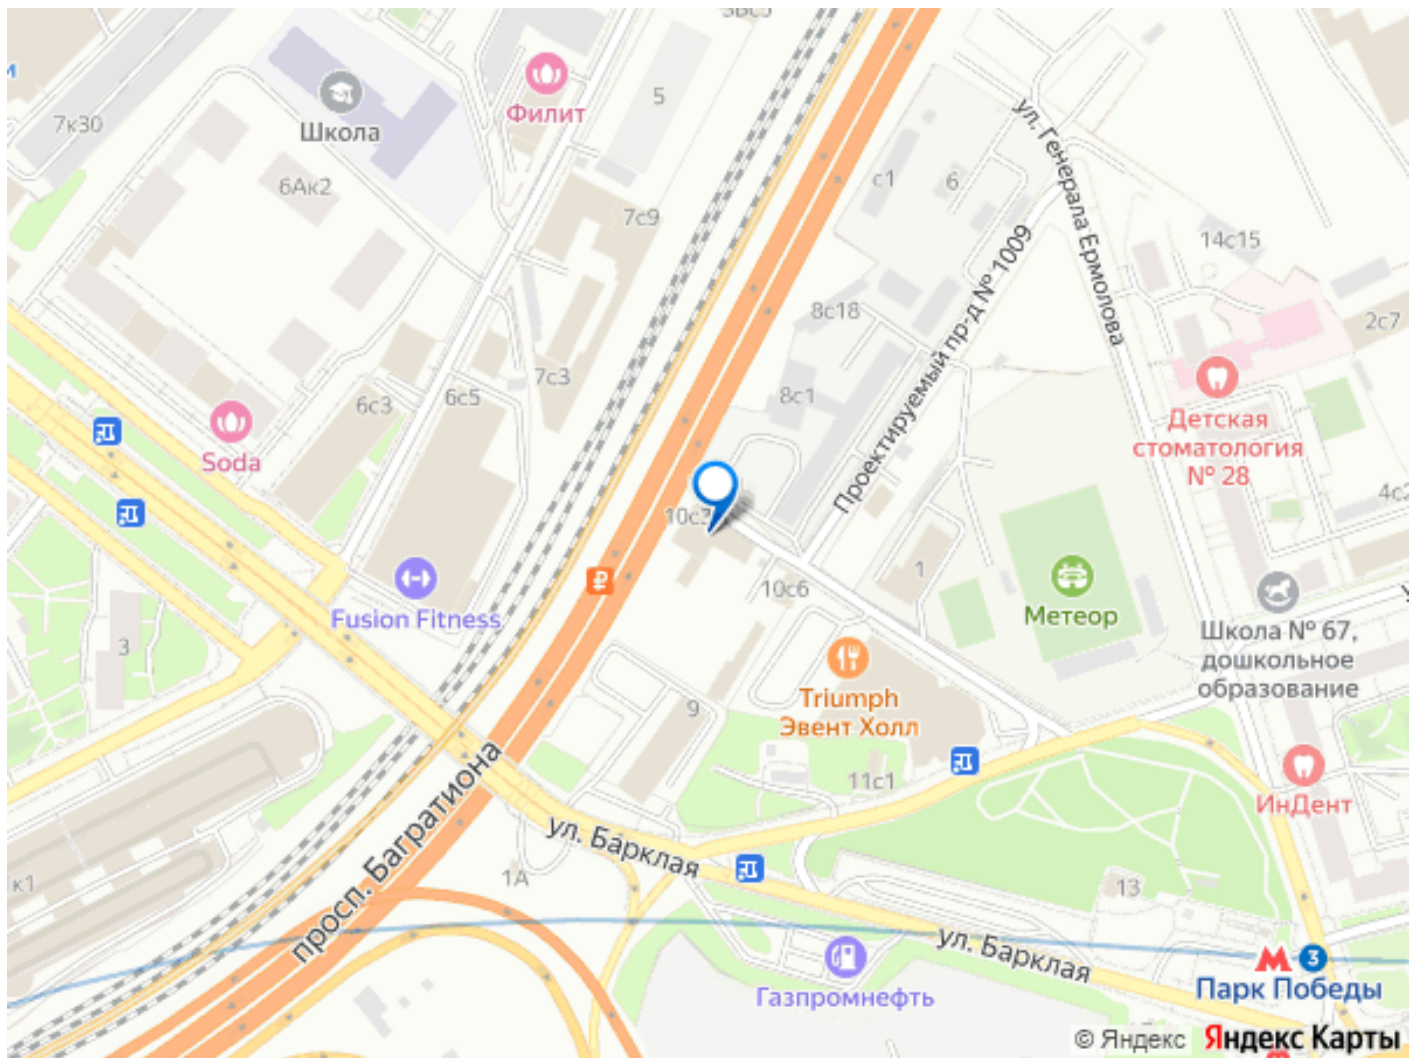 5
Филит
7к30
Школа
6Ак2
7с9
с1
6
ул. Генерала Ермолова
14с15
Проектируемый пр-д № 1009
8с18
2с7
7с3
6с3
6с5
8с1
Soda
Детская
стоматология
№ 28
10с3
Fusion Fitness
₽
1
10с6
Метеор
3
Школа № 67,
дошкольное
образование
9
Triumph
Эвент Холл
11с1
ИнДент
просп. Багратиона
ул. Барклая
1А
к1
13
ул. Барклая
3
Парк Победы
Газпромнефть
© Яндекс Яндекс Карты